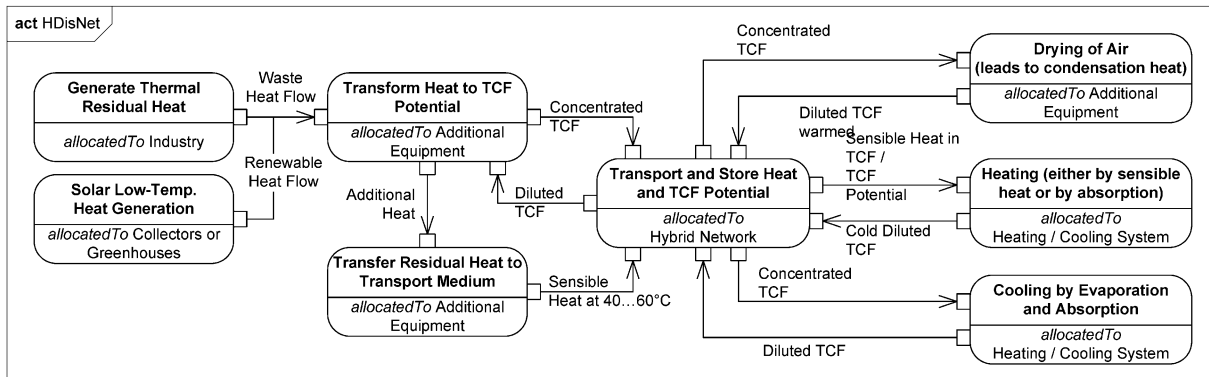 act HDisNet
Generate Thermal
Residual Heat
allocatedTo Industry
Waste
Heat Flow
Renewable
Heat Flow
Solar Low-Temp.
Heat Generation
allocatedTo Collectors or
Greenhouses
Transform Heat to TCF
Potential
allocatedTo Additional
Equipment
Concentrated
TCF
Diluted
TCF
Additional
Heat
Transfer Residual Heat to
Transport Medium
allocatedTo Additional
Equipment
Sensible
Heat at 40…60°C
Transport and Store Heat
and TCF Potential
allocatedTo
Hybrid Network
Concentrated
TCF
Diluted TCF
warmed
Drying of Air
(leads to condensation heat)
allocatedTo Additional
Equipment
Sensible Heat in
TCF /
TCF
Potential
Cold Diluted
TCF
Heating (either by sensible
heat or by absorption)
allocatedTo
Heating / Cooling System
Concentrated
TCF
Diluted TCF
Cooling by Evaporation
and Absorption
allocatedTo
Heating / Cooling System